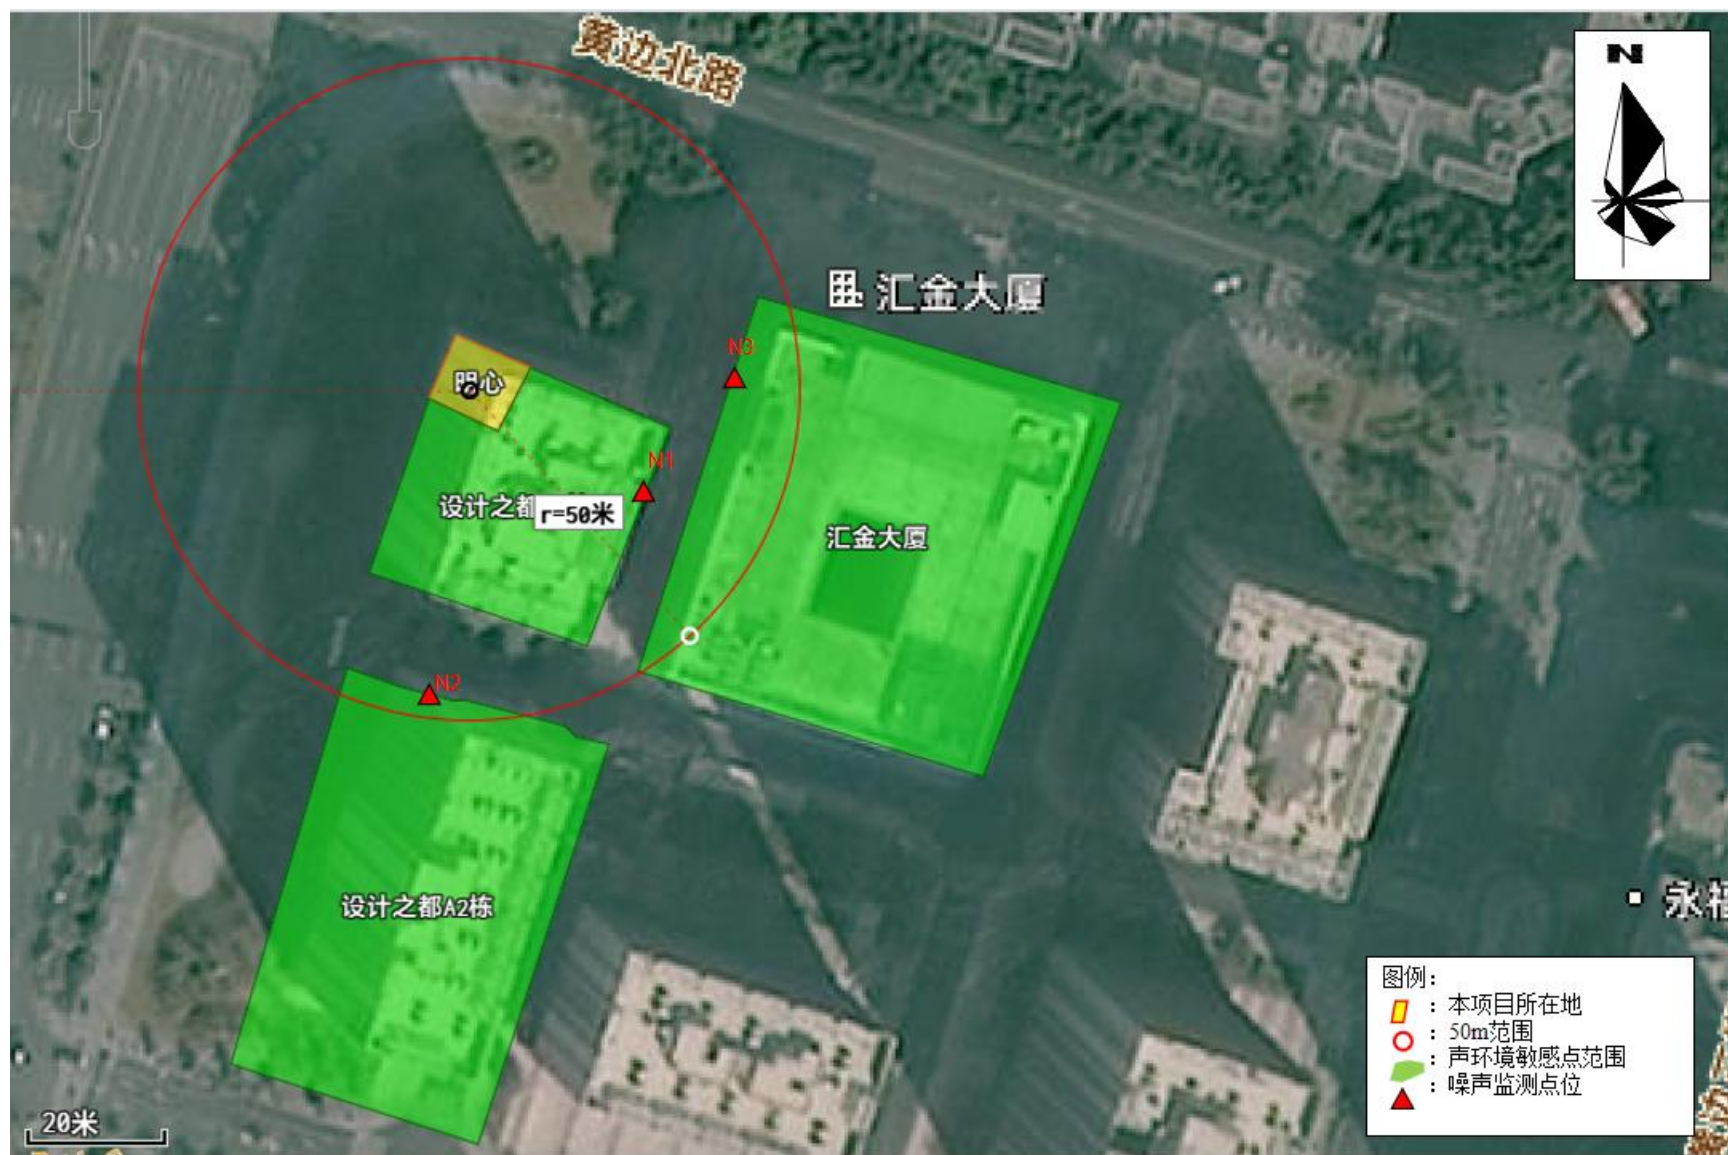 黄边北路
N
汇金大厦
N3
明心
N1
设计之都
r=50米
汇金大厦
N2
设计之都A2栋
永福
图例：
：本项目所在地
：50m范围
：声环境敏感点范围
：噪声监测点位
20米